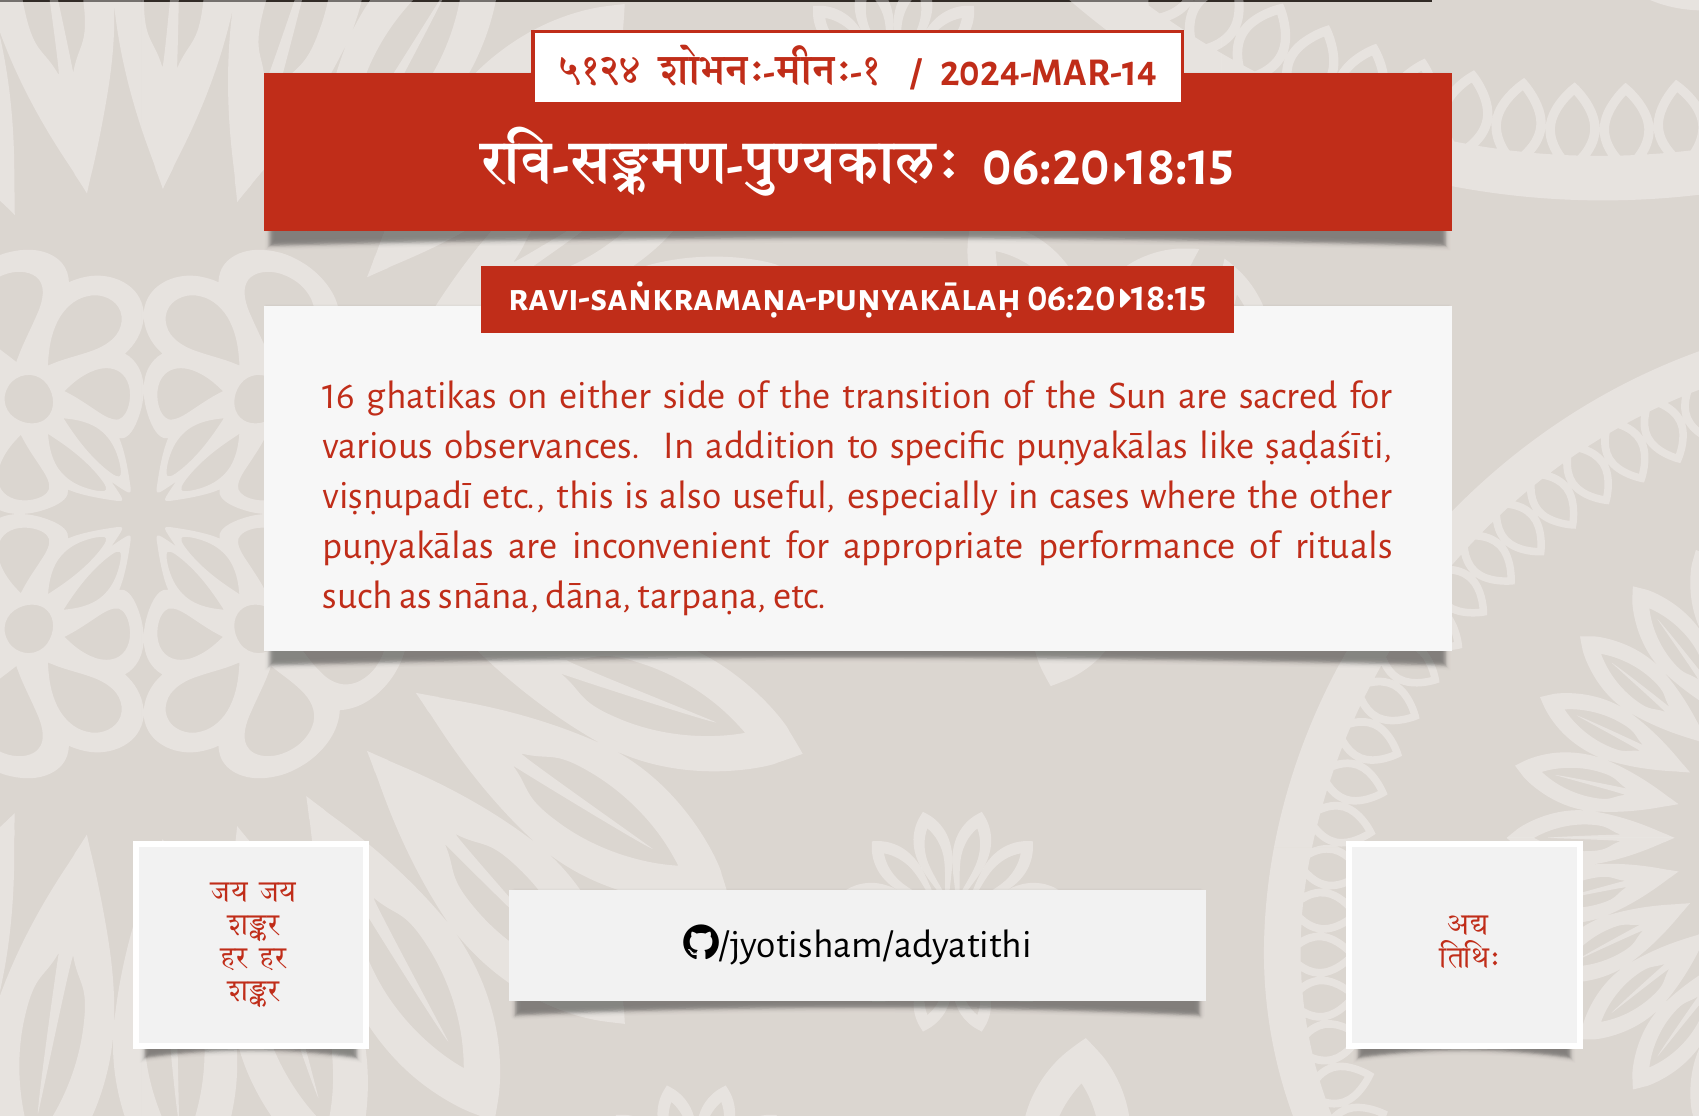 ५१२४ शोभनः-मीनः-१ / 2024-MAR-14
रवि-सङ्क्रमण-पुण्यकालः 06:20▸18:15
RAVI-SAṄKRAMAṆA-PUṆYAKĀLAḤ 06:20▸18:15
16 ghatikas on either side of the transition of the Sun are sacred for
various observances. In addition to specific puṇyakālas like ṣaḍaśīti,
viṣṇupadī etc., this is also useful, especially in cases where the other
puṇyakālas are inconvenient for appropriate performance of rituals
such as snāna, dāna, tarpaṇa, etc.
जय जय
शङ्कर
हर हर
शङ्कर
/jyotisham/adyatithi
अद्य
तिथिः